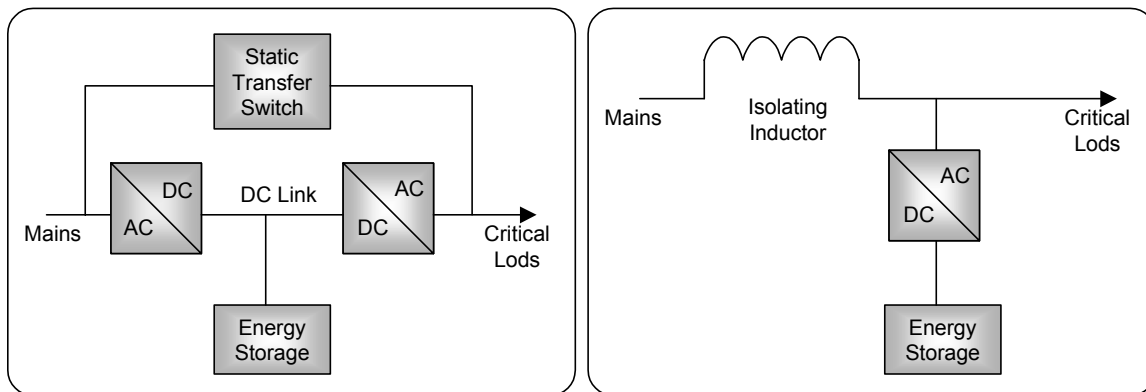 Static
Transfer
Switch
DC
AC
DC Link
AC
DC
Mains
Critical
Lods
Energy
Storage
Mains
Isolating
Inductor
Critical
Lods
AC
DC
Energy
Storage